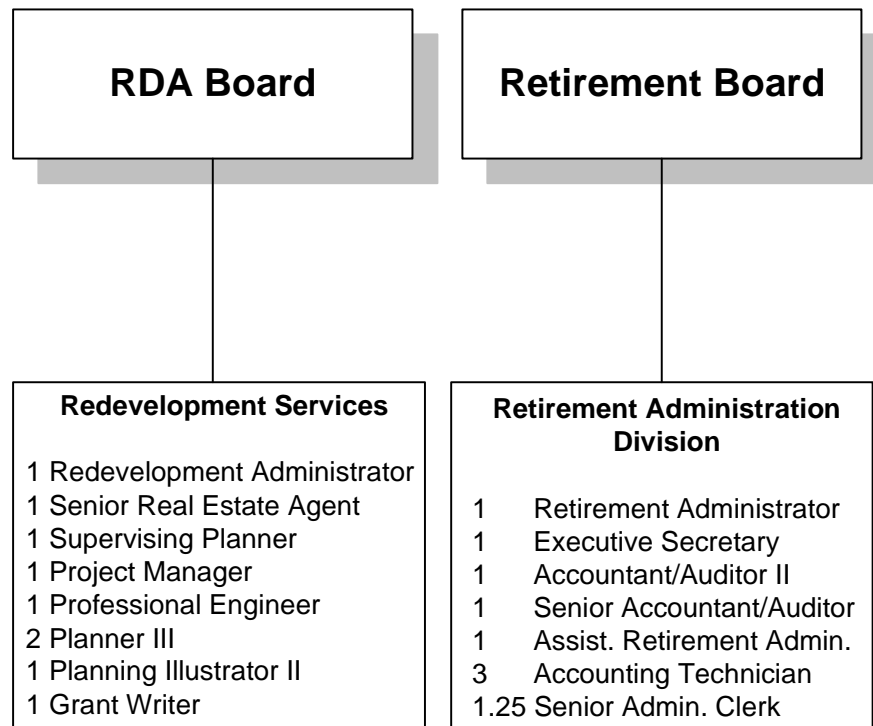 RDA Board
Retirement Board
Redevelopment Services
1 Redevelopment Administrator
1 Senior Real Estate Agent
1 Supervising Planner
1 Project Manager
1 Professional Engineer
2 Planner III
1 Planning Illustrator II
1 Grant Writer
Retirement Administration
Division
1 Retirement Administrator
1 Executive Secretary
1 Accountant/Auditor II
1 Senior Accountant/Auditor
1 Assist. Retirement Admin.
3 Accounting Technician
1.25 Senior Admin. Clerk